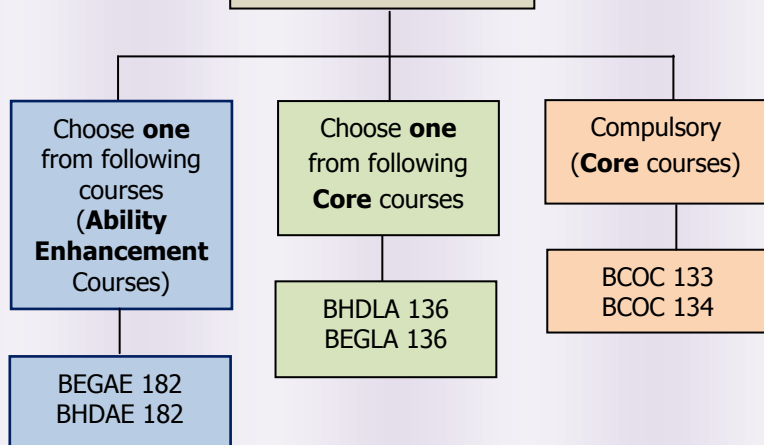 Choose one
from following
courses
(Ability
Enhancement
Courses)
BEGAE 182
BHDAE 182
Choose one
from following
Core courses
BHDLA 136
BEGLA 136
Compulsory
(Core courses)
BCOC 133
BCOC 134